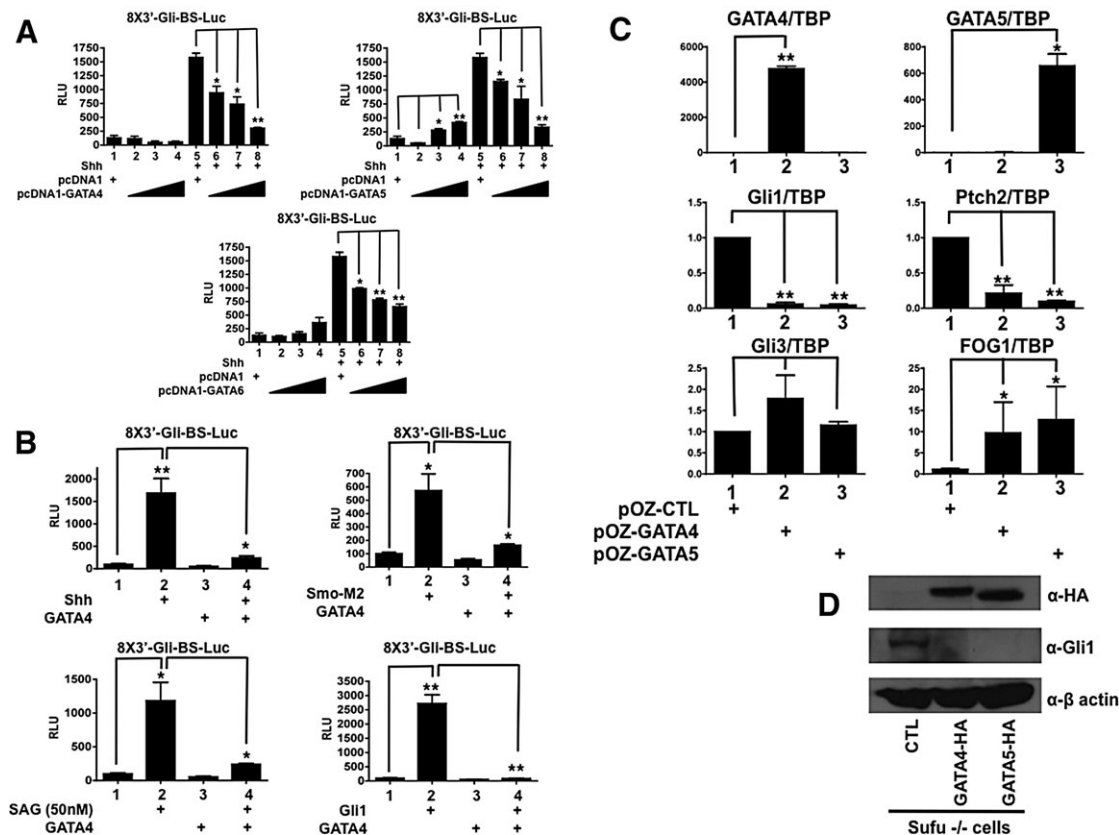 A
8X3'-Gli-BS-Luc
RLU
1750
1500
1250
1000
750
500
250
0
* * **
1 2 3 4 5 6 7 8
Shh + + + +
pcDNA1 + +
pcDNA1-GATA4
8X3'-Gli-BS-Luc
RLU
1750
1500
1250
1000
750
500
250
0
* ** * * **
1 2 3 4 5 6 7 8
Shh + + + +
pcDNA1 + +
pcDNA1-GATA5
8X3'-Gli-BS-Luc
RLU
1750
1500
1250
1000
750
500
250
0
* ** **
1 2 3 4 5 6 7 8
Shh + + + +
pcDNA1 + +
pcDNA1-GATA6
B
8X3'-Gli-BS-Luc
RLU
2000
1500
1000
500
0
** *
1 2 3 4
Shh + +
GATA4 + +
8X3'-Gli-BS-Luc
RLU
700
600
500
400
300
200
100
0
* *
1 2 3 4
Smo-M2 + +
GATA4 + +
8X3'-Gli-BS-Luc
RLU
1500
1000
500
0
* *
1 2 3 4
SAG (50nM) + +
GATA4 + +
8X3'-Gli-BS-Luc
RLU
3500
3000
2500
2000
1500
1000
500
0
** **
1 2 3 4
Gli1 + +
GATA4 + +
C
GATA4/TBP
6000
4000
2000
0
**
1 2 3
GATA5/TBP
800
600
400
200
0
*
1 2 3
Gli1/TBP
1.5
1.0
0.5
0.0
** **
1 2 3
Ptch2/TBP
1.5
1.0
0.5
0.0
** **
1 2 3
Gli3/TBP
2.5
2.0
1.5
1.0
0.5
0.0
1 2 3
FOG1/TBP
25
20
15
10
5
0
* *
1 2 3
pOZ-CTL + +
pOZ-GATA4 + +
pOZ-GATA5 + +
D
α-HA
α-Gli1
α-β actin
CTL
GATA4-HA
GATA5-HA
Sufu -/- cells